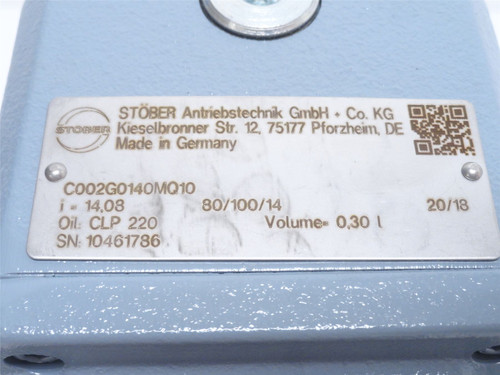 STÖBER
STÖBER Antriebstechnik GmbH + Co. KG
Kieselbronner Str. 12, 75177 Pforzheim, DE
Made in Germany
C002G0140MQ10
i = 14,08 80/100/14 20/18
Oil: CLP 220 Volume= 0,30 l
SN: 10461786